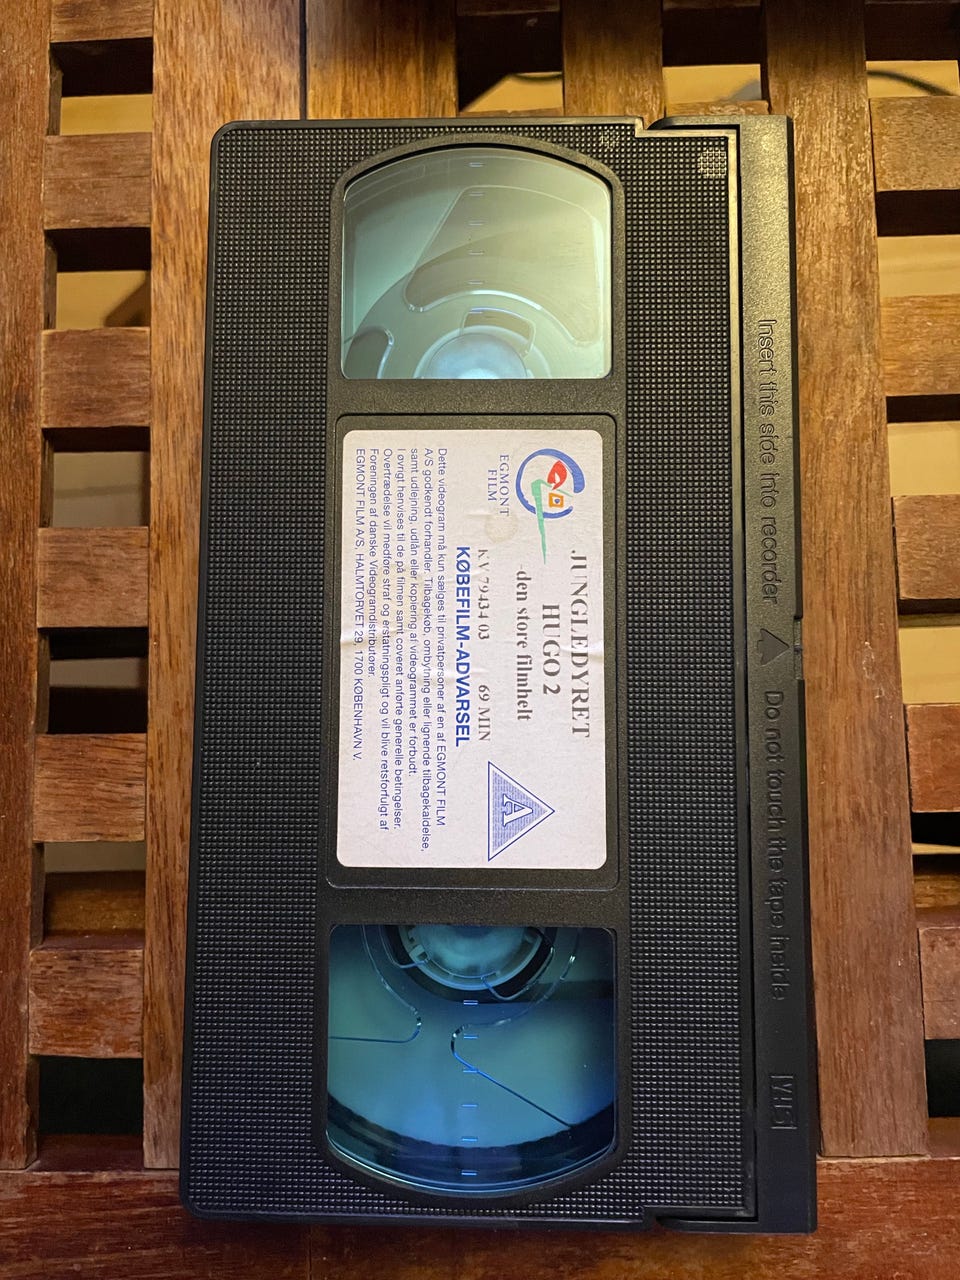 EGMONT
FILM
JUNGLEDYRET
HUGO 2
-den store filmhelt
KV 79434 03 69 MIN
A
KØBEFILM-ADVARSEL
Dette videogram må kun sælges til privatpersoner af en af EGMONT FILM
A/S godkendt forhandler. Tilbagekøb, ombytning eller lignende tilbagekaldelse,
samt udlejning, udlån eller kopiering af videogrammet er forbudt.
I øvrigt henvises til de på filmen samt coveret anførte generelle betingelser.
Overtrædelse vil medføre straf og erstatningspligt og vil blive retsforfulgt af
Foreningen af danske Videogramdistributører.
EGMONT FILM A/S, HALMTORVET 29, 1700 KØBENHAVN V.
Insert this side into recorder Do not touch the tape inside
VHS